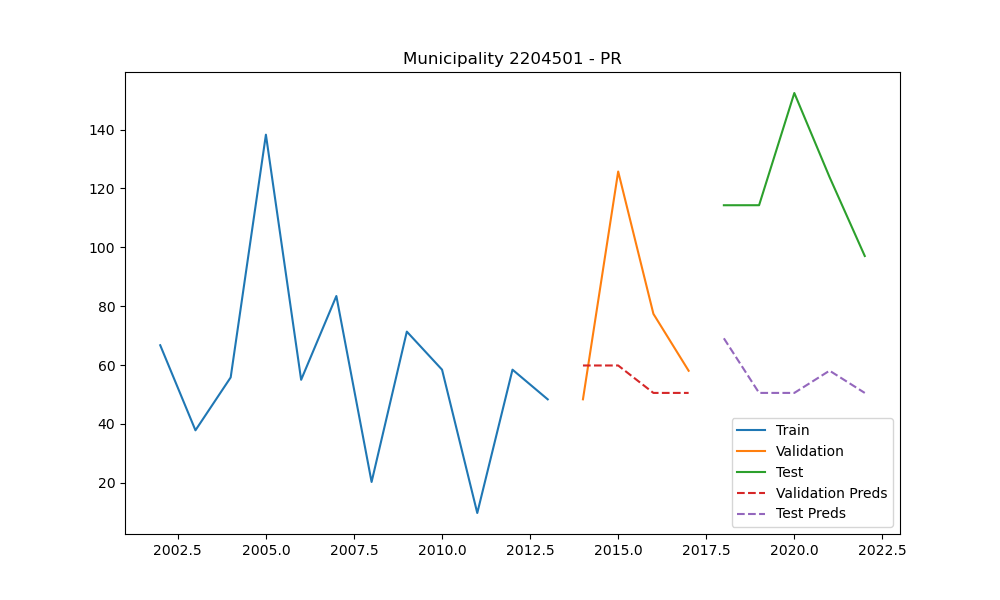 Municipality 2204501 - PR
140
120
100
80
60
40
20
2002.5 2005.0 2007.5 2010.0 2012.5 2015.0 2017.5 2020.0 2022.5
Train
Validation
Test
Validation Preds
Test Preds